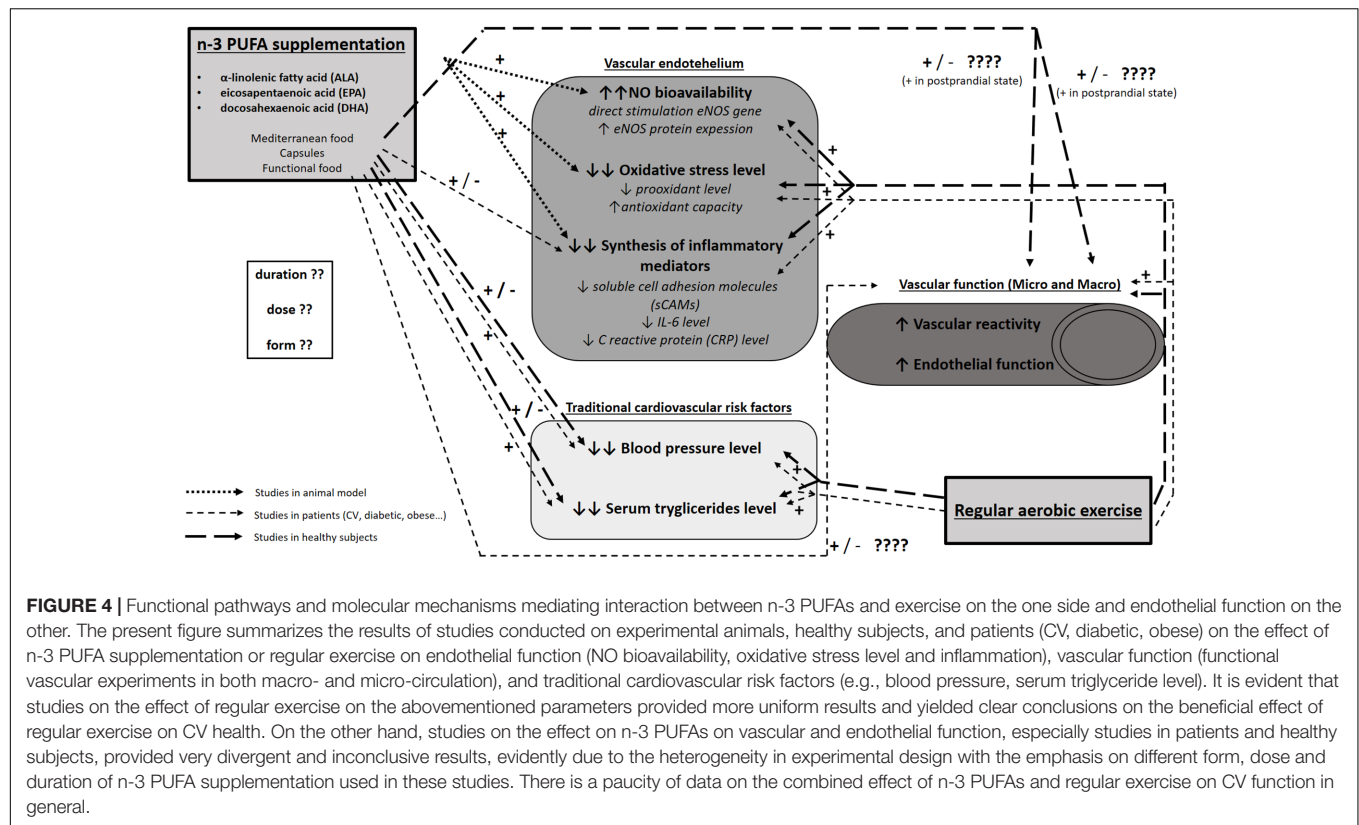 n-3 PUFA supplementation
• α-linolenic fatty acid (ALA)
• eicosapentaenoic acid (EPA)
• docosahexaenoic acid (DHA)
Mediterranean food
Capsules
Functional food
duration ??
dose ??
form ??
Studies in animal model
Studies in patients (CV, diabetic, obese...)
Studies in healthy subjects
+
+
+
+ / -
+ / -
+
+ / -
+
Vascular endotehelium
↑↑NO bioavailability
direct stimulation eNOS gene
↑ eNOS protein expession
↓↓ Oxidative stress level
↓ prooxidant level
↑antioxidant capacity
↓↓ Synthesis of inflammatory
mediators
↓ soluble cell adhesion molecules
(sCAMs)
↓ IL-6 level
↓ C reactive protein (CRP) level
+
+
+
+
Traditional cardiovascular risk factors
↓↓ Blood pressure level
↓↓ Serum tryglicerides level
+
+
+ / - ????
(+ in postprandial state)
+ / - ????
(+ in postprandial state)
Vascular function (Micro and Macro)
+
↑ Vascular reactivity
↑ Endothelial function
Regular aerobic exercise
+ / - ????
FIGURE 4 | Functional pathways and molecular mechanisms mediating interaction between n-3 PUFAs and exercise on the one side and endothelial function on the
other. The present figure summarizes the results of studies conducted on experimental animals, healthy subjects, and patients (CV, diabetic, obese) on the effect of
n-3 PUFA supplementation or regular exercise on endothelial function (NO bioavailability, oxidative stress level and inflammation), vascular function (functional
vascular experiments in both macro- and micro-circulation), and traditional cardiovascular risk factors (e.g., blood pressure, serum triglyceride level). It is evident that
studies on the effect of regular exercise on the abovementioned parameters provided more uniform results and yielded clear conclusions on the beneficial effect of
regular exercise on CV health. On the other hand, studies on the effect on n-3 PUFAs on vascular and endothelial function, especially studies in patients and healthy
subjects, provided very divergent and inconclusive results, evidently due to the heterogeneity in experimental design with the emphasis on different form, dose and
duration of n-3 PUFA supplementation used in these studies. There is a paucity of data on the combined effect of n-3 PUFAs and regular exercise on CV function in
general.